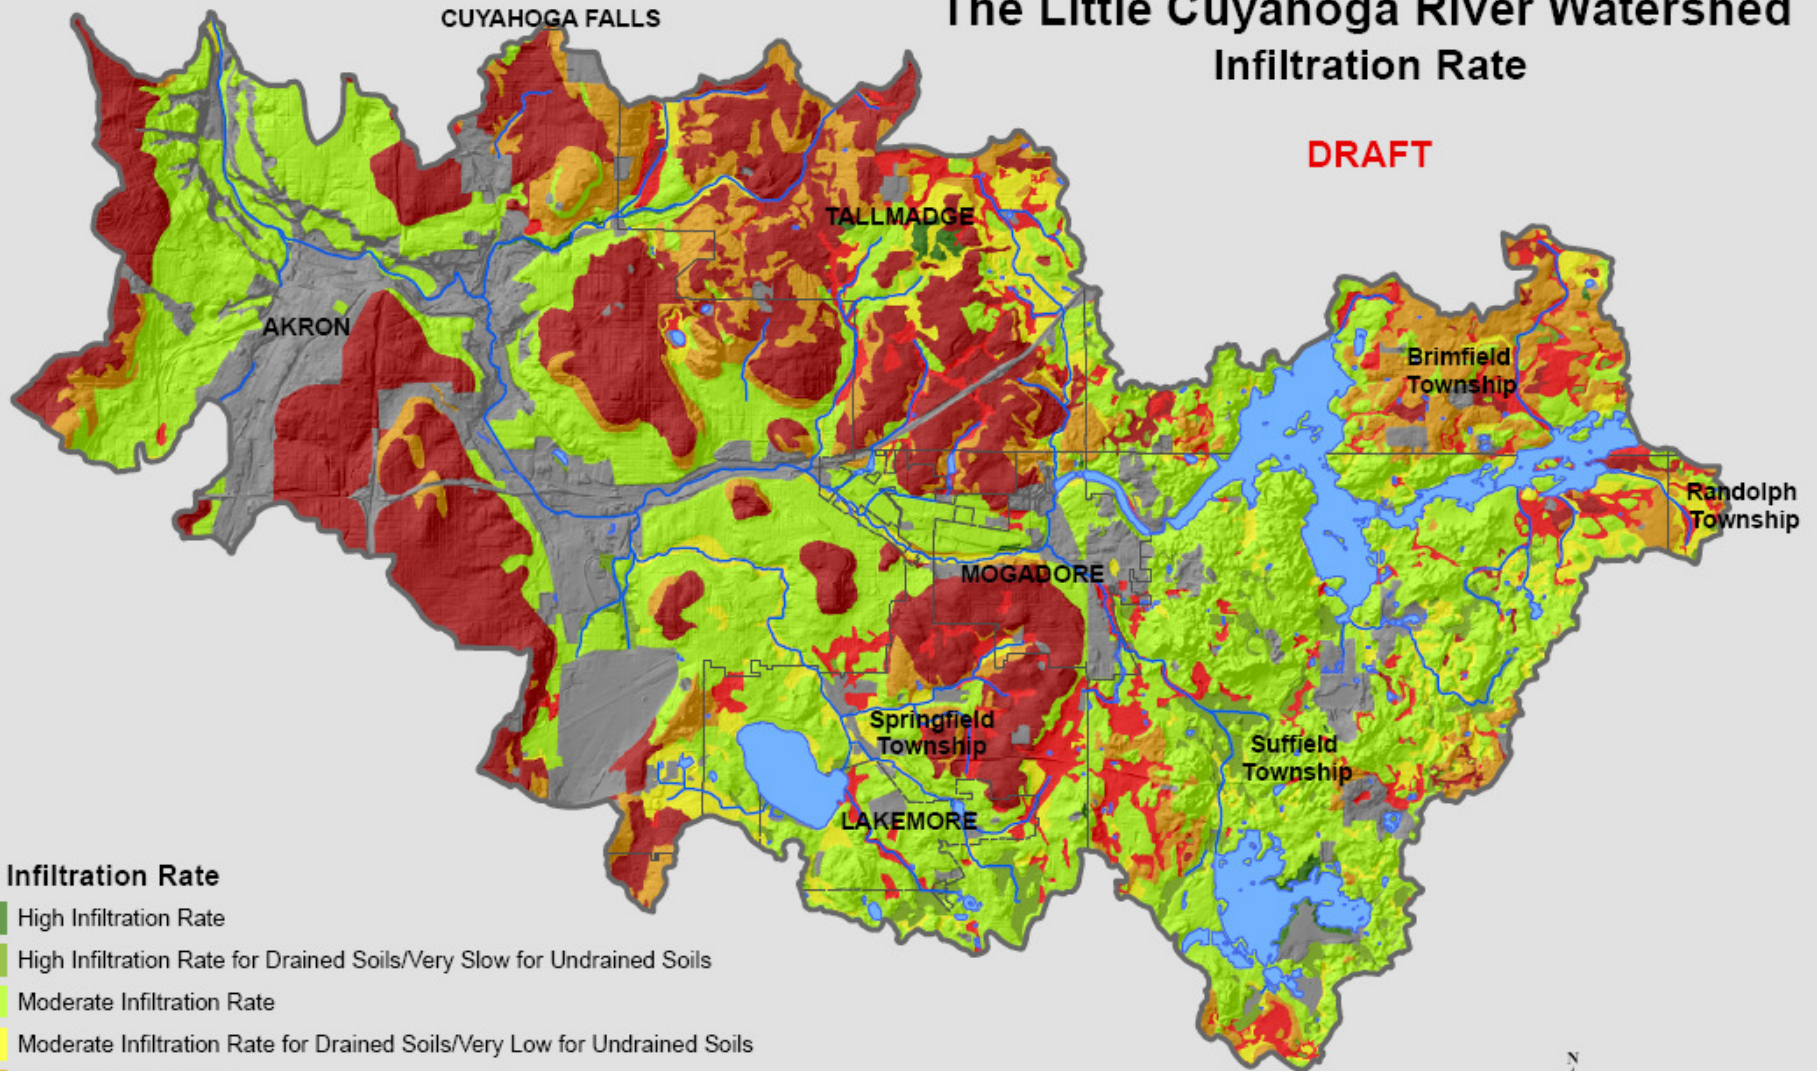 The Little Cuyahoga River Watershed
Infiltration Rate
DRAFT
CUYAHOGA FALLS
TALLMADGE
AKRON
Brimfield
Township
Randolph
Township
MOGADORE
Springfield
Township
Suffield
Township
LAKEMORE
Infiltration Rate
High Infiltration Rate
High Infiltration Rate for Drained Soils/Very Slow for Undrained Soils
Moderate Infiltration Rate
Moderate Infiltration Rate for Drained Soils/Very Low for Undrained Soils
N